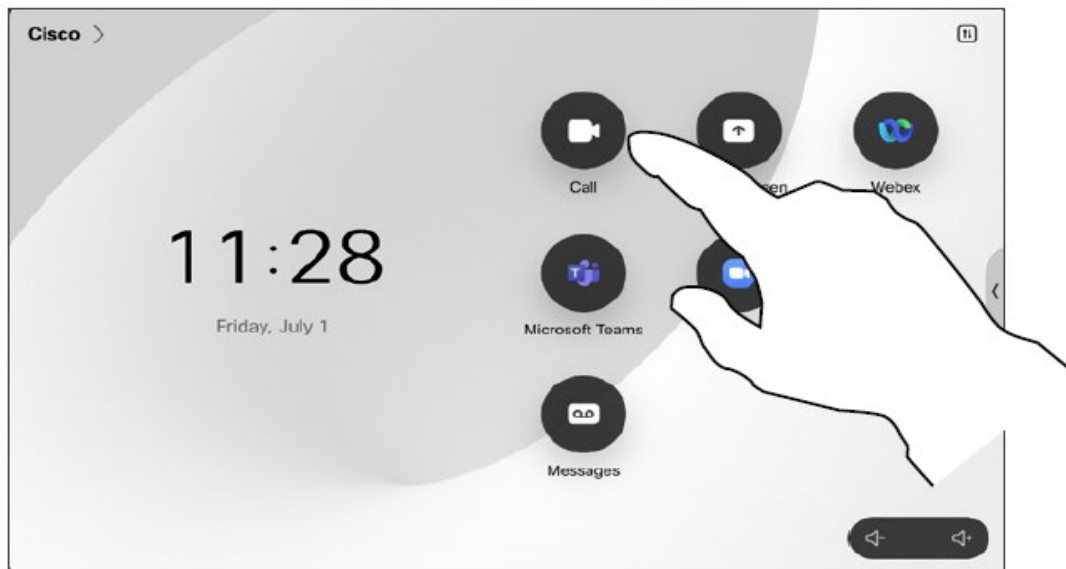 Cisco
Call
Webex
11:28
Friday, July 1
Microsoft Teams
Messages